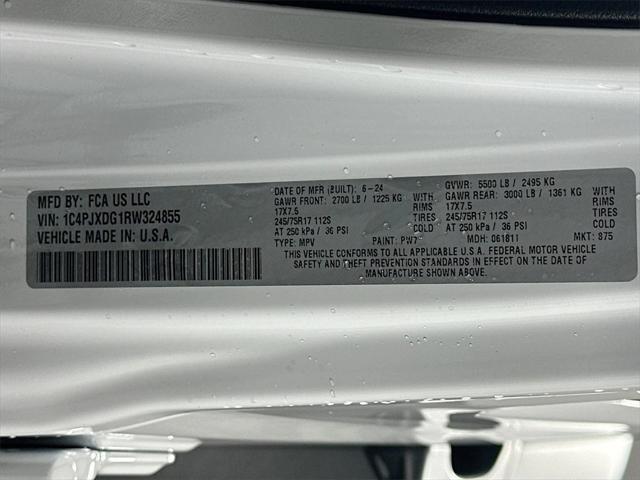 MFD BY: FCA US LLC
VIN: 1C4PJXDG1RW324855
VEHICLE MADE IN: U.S.A.
DATE OF MFR (BUILT): 6-24 GVWR: 5500 LB / 2495 KG
GAWR FRONT: 2700 LB / 1225 KG WITH GAWR REAR: 3000 LB / 1361 KG WITH
17X7.5 RIMS 17X7.5 RIMS
245/75R17 112S TIRES 245/75R17 112S TIRES
AT 250 kPa / 36 PSI COLD AT 250 kPa / 36 PSI COLD
TYPE: MPV PAINT: PW7 MDH: 061811 MKT: 875
THIS VEHICLE CONFORMS TO ALL APPLICABLE U.S.A. FEDERAL MOTOR VEHICLE
SAFETY AND THEFT PREVENTION STANDARDS IN EFFECT ON THE DATE OF
MANUFACTURE SHOWN ABOVE.